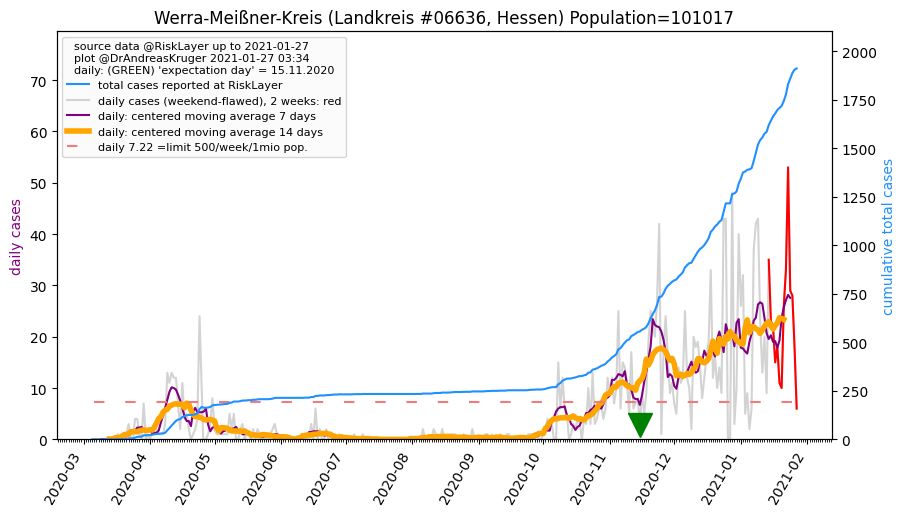 Werra-Meißner-Kreis (Landkreis #06636, Hessen) Population=101017
source data @RiskLayer up to 2021-01-27
plot @DrAndreasKruger 2021-01-27 03:34
daily: (GREEN) 'expectation day' = 15.11.2020
total cases reported at RiskLayer
daily cases (weekend-flawed), 2 weeks: red
daily: centered moving average 7 days
daily: centered moving average 14 days
daily 7.22 =limit 500/week/1mio pop.
daily cases
70
60
50
40
30
20
10
0
cumulative total cases
2000
1750
1500
1250
1000
750
500
250
0
2020-03
2020-04
2020-05
2020-06
2020-07
2020-08
2020-09
2020-10
2020-11
2020-12
2021-01
2021-02